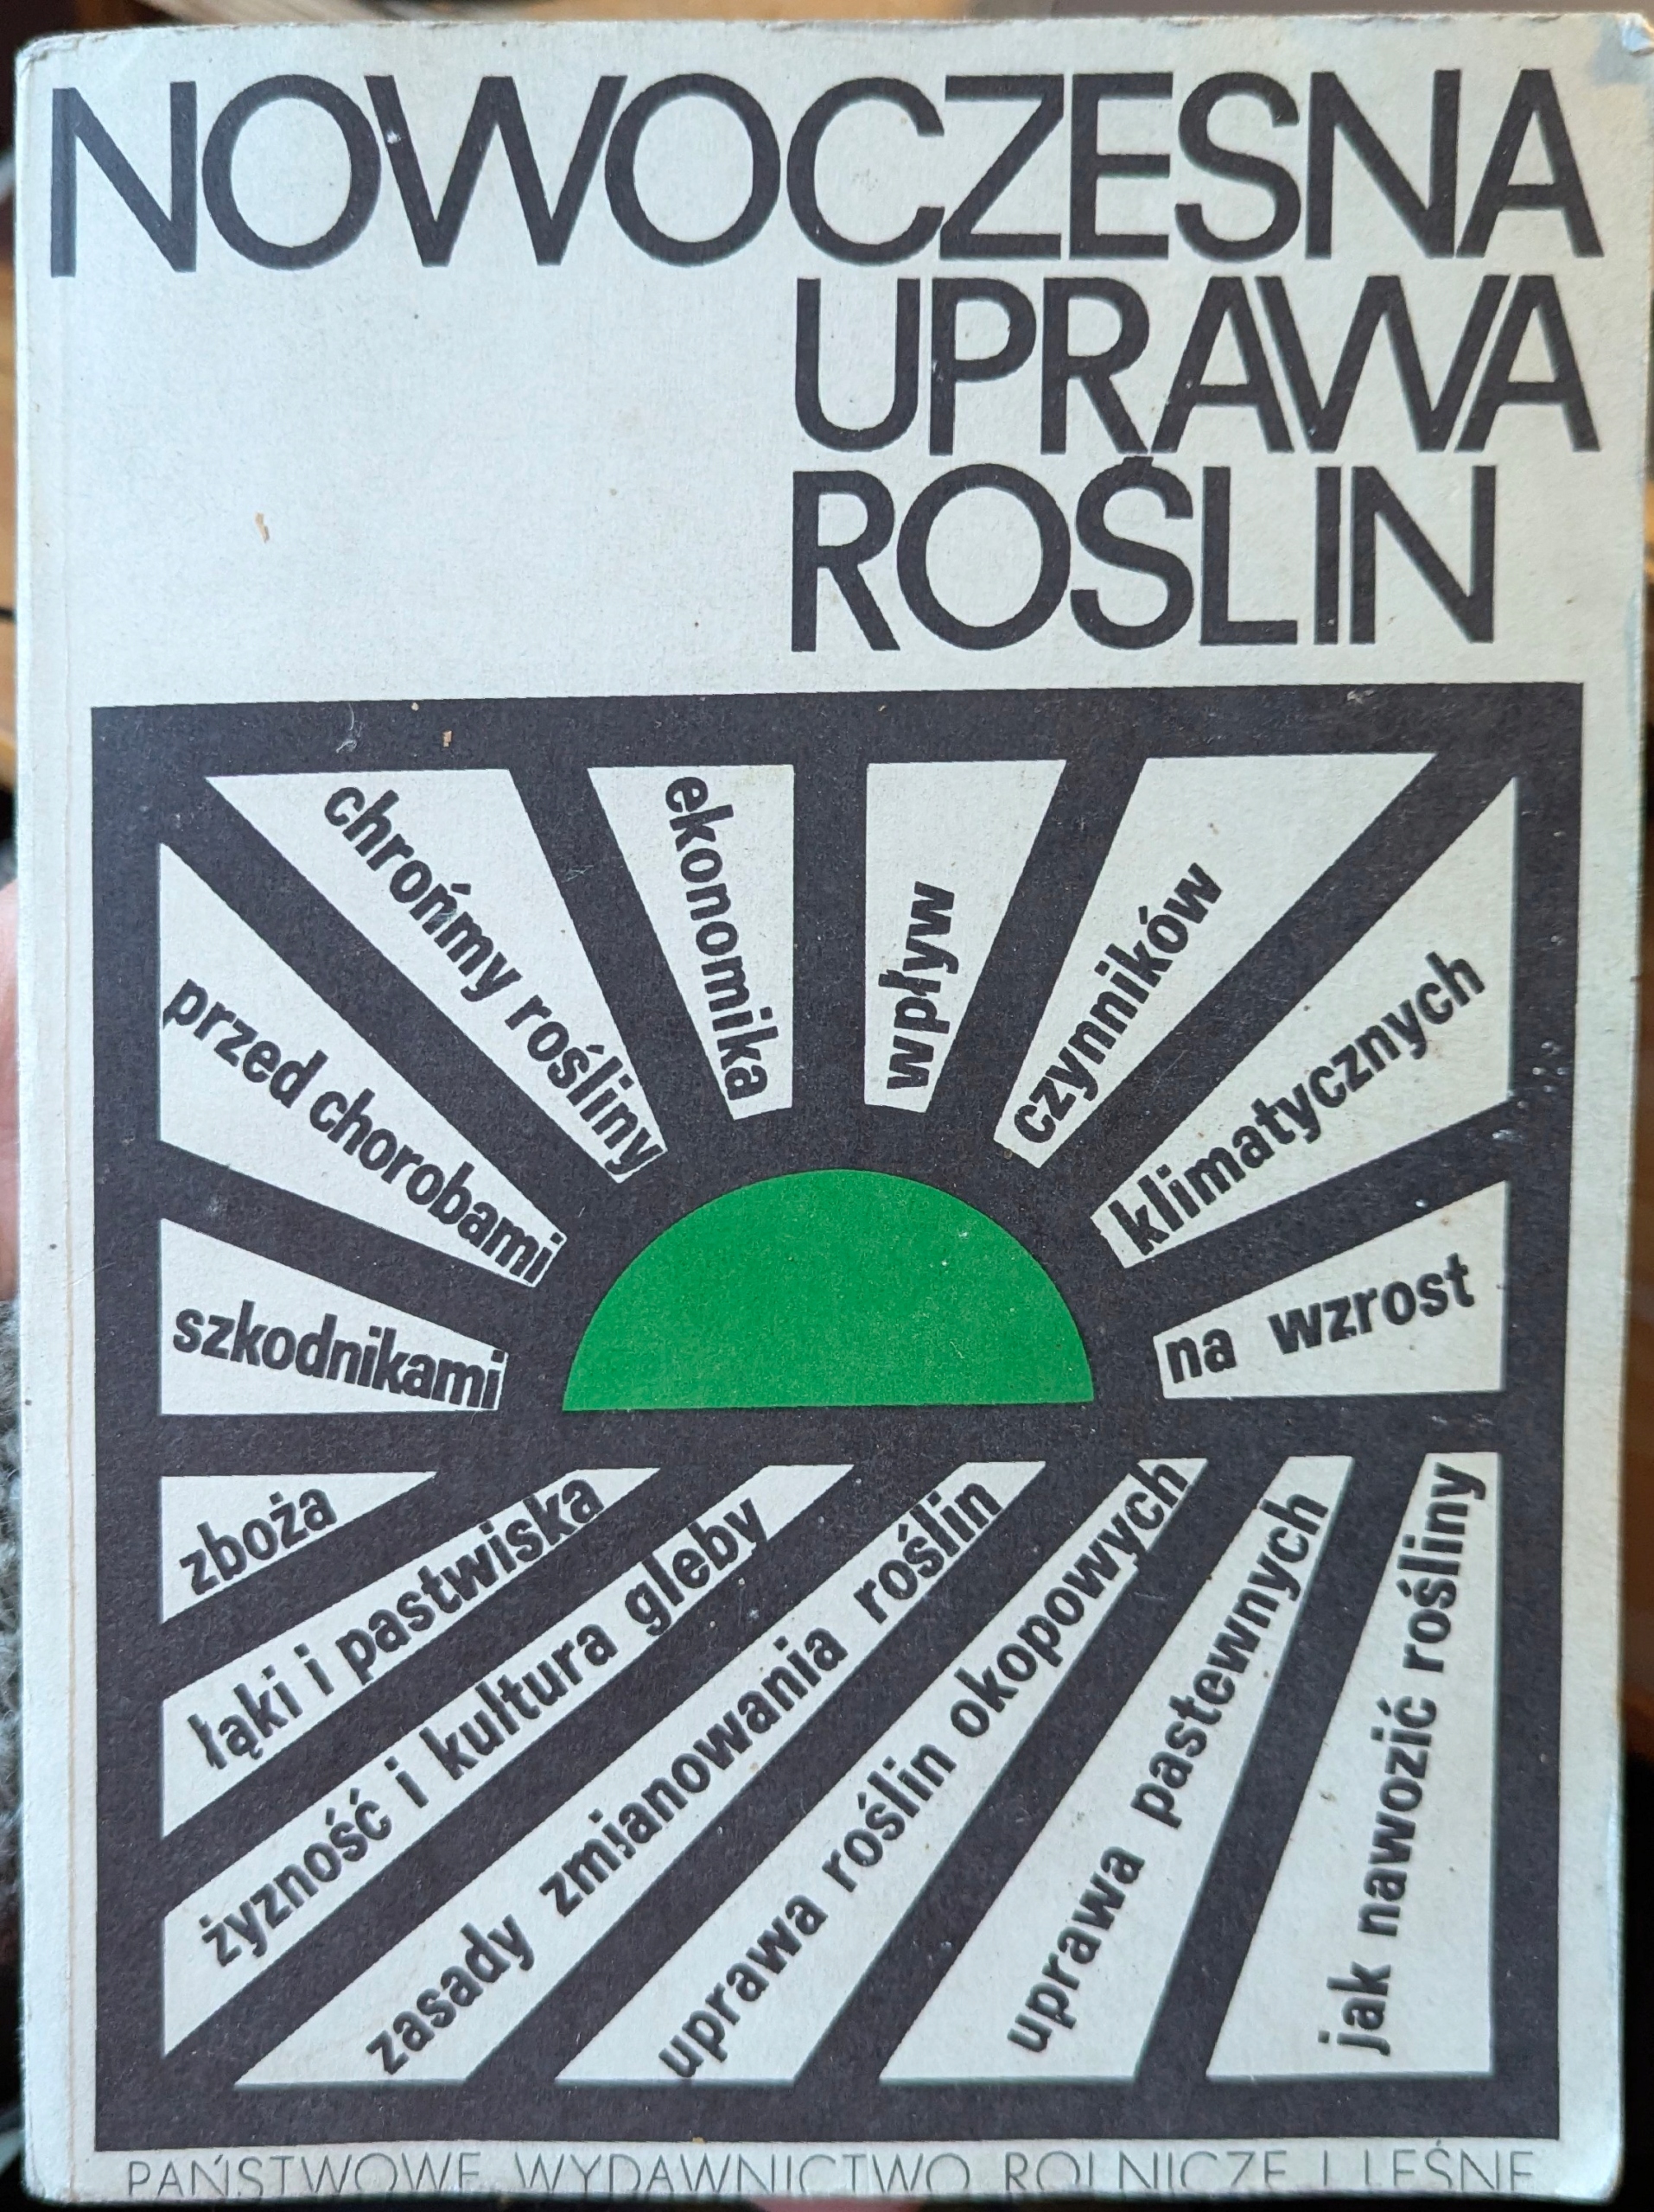 NOWOCZESNA
UPRAWA
ROŚLIN
szkodnikami
przed chorobami
chrońmy rośliny
ekonomika
wpływ
czynników
klimatycznych
na wzrost
zboża
łąki i pastwiska
żyzność i kultura gleby
zasady zmianowania roślin
uprawa roślin okopowych
uprawa pastewnych
jak nawozić rośliny
PAŃSTWOWE WYDAWNICTWO ROLNICZE I LEŚNE